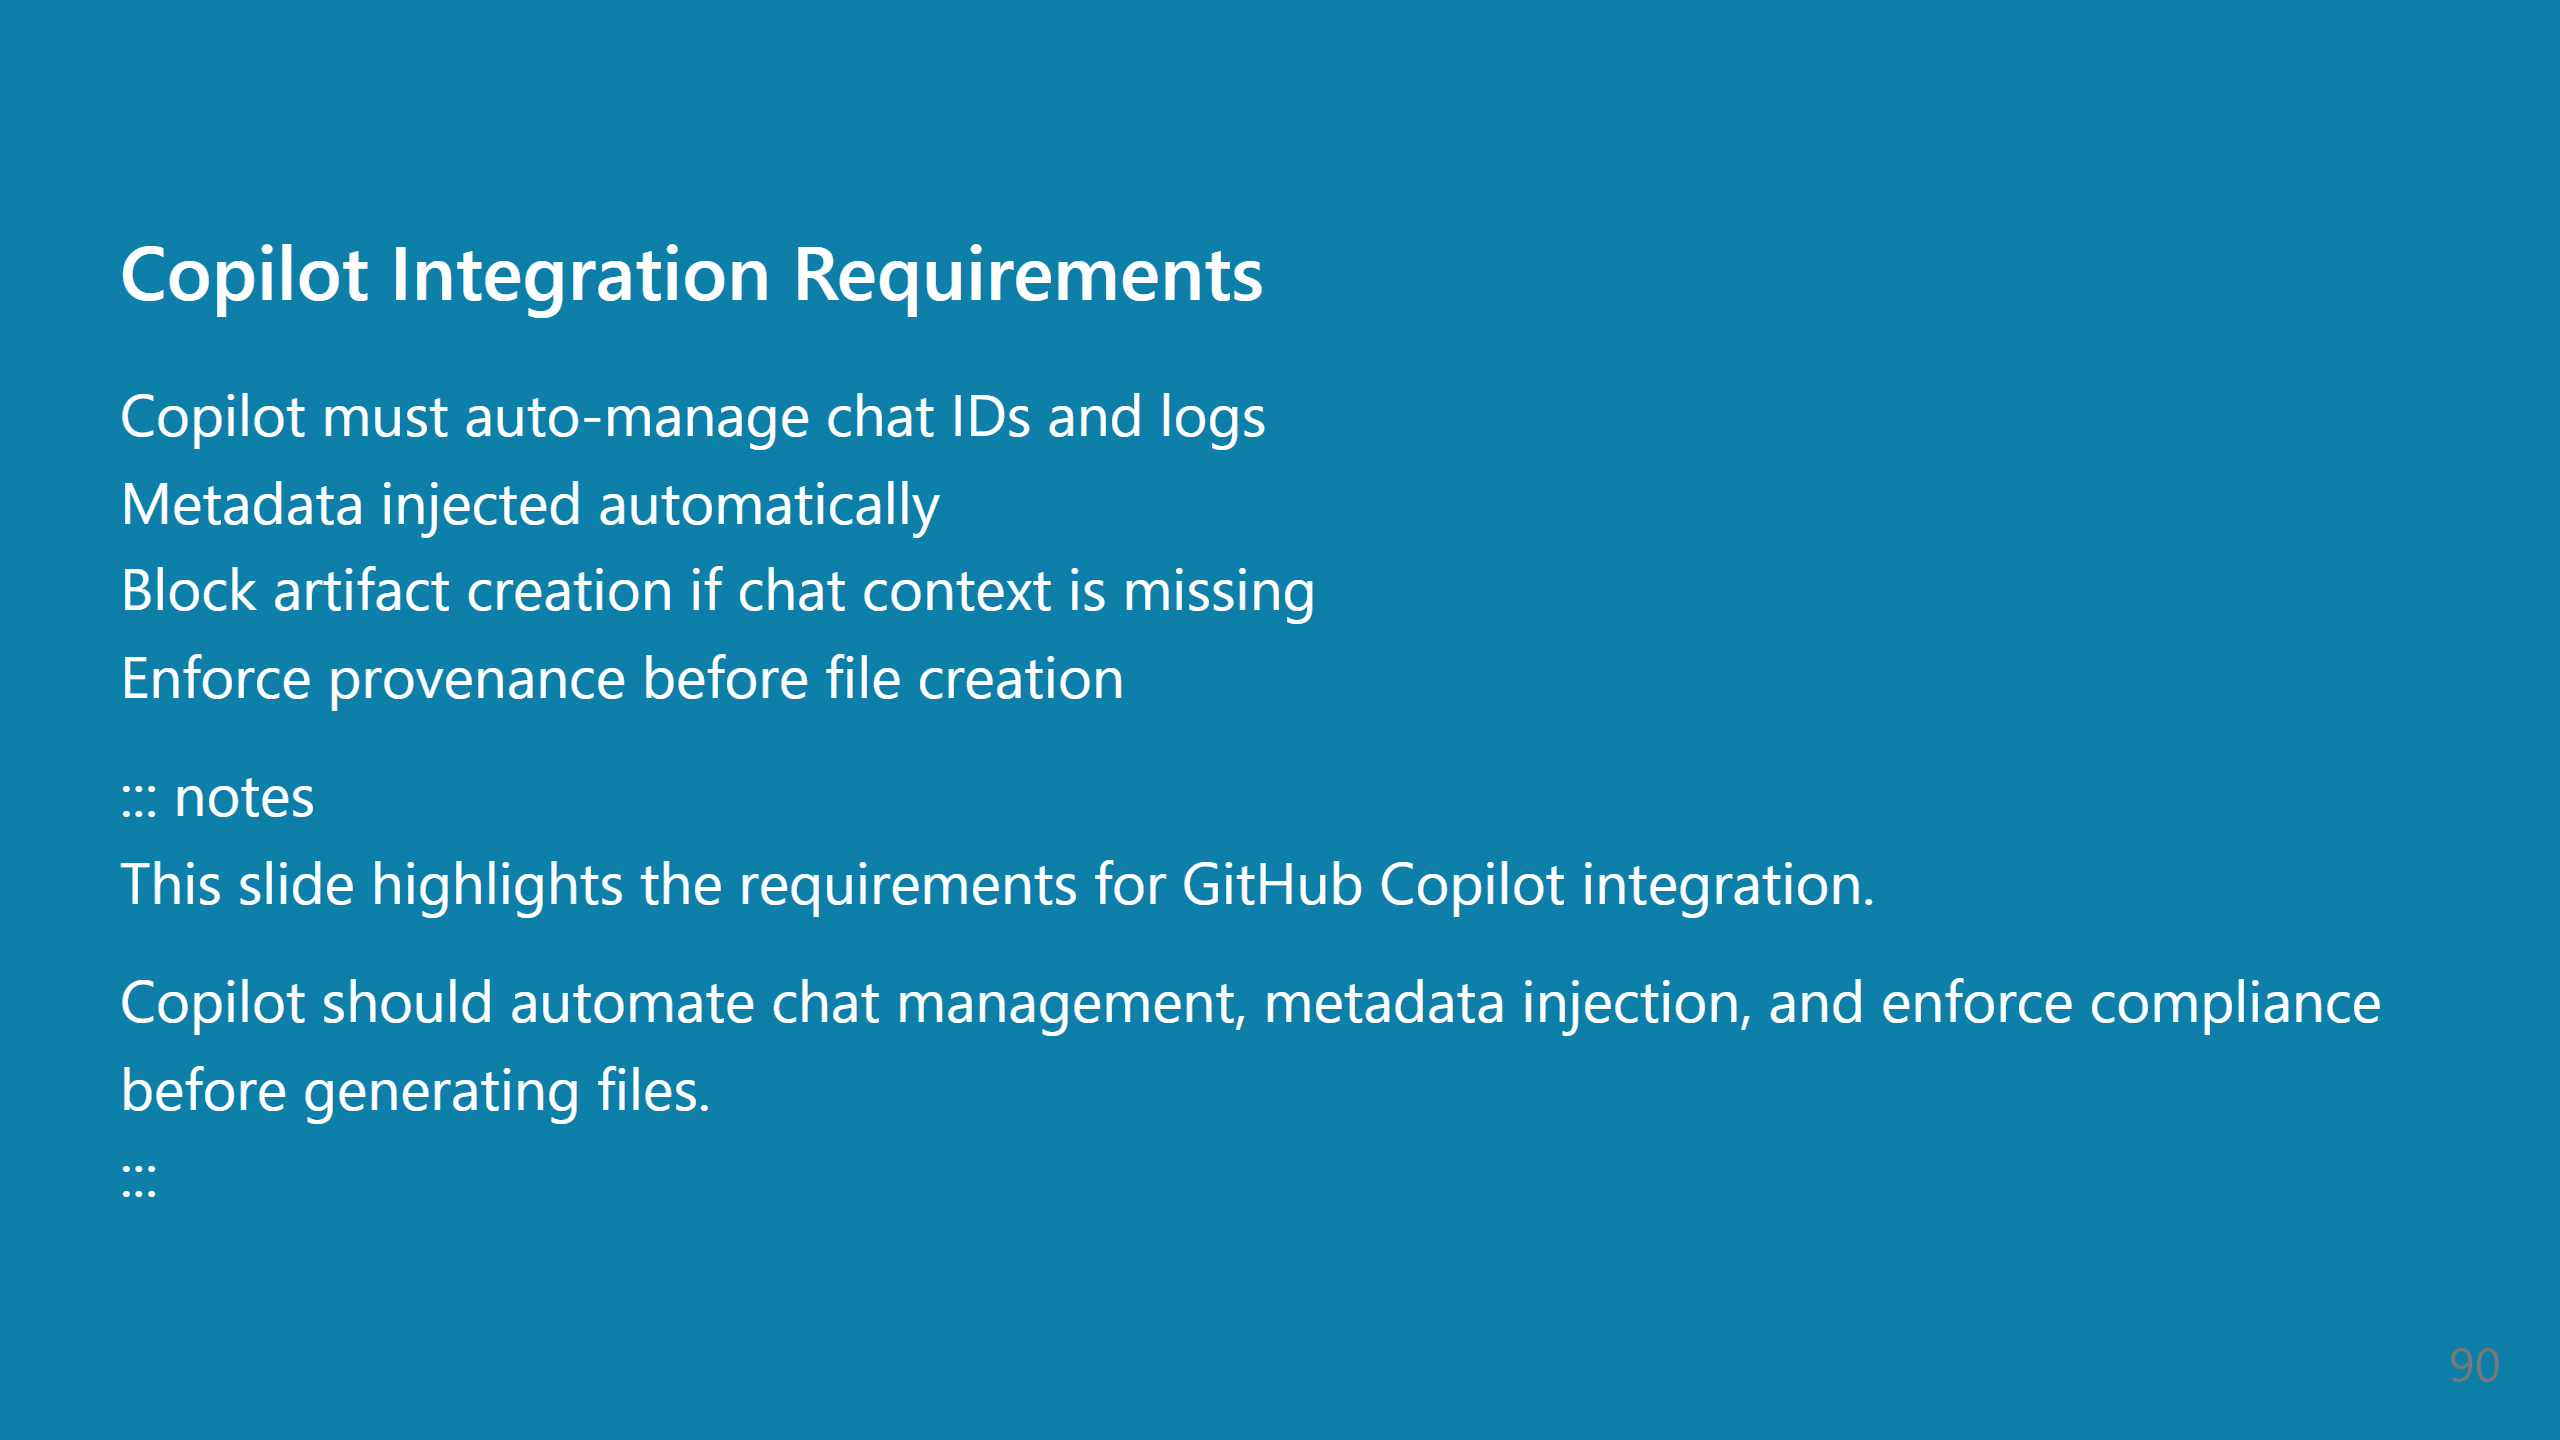 Copilot Integration Requirements
Copilot must auto-manage chat IDs and logs
Metadata injected automatically
Block artifact creation if chat context is missing
Enforce provenance before file creation
::: notes
This slide highlights the requirements for GitHub Copilot integration.
Copilot should automate chat management, metadata injection, and enforce compliance
before generating files.
:::
90